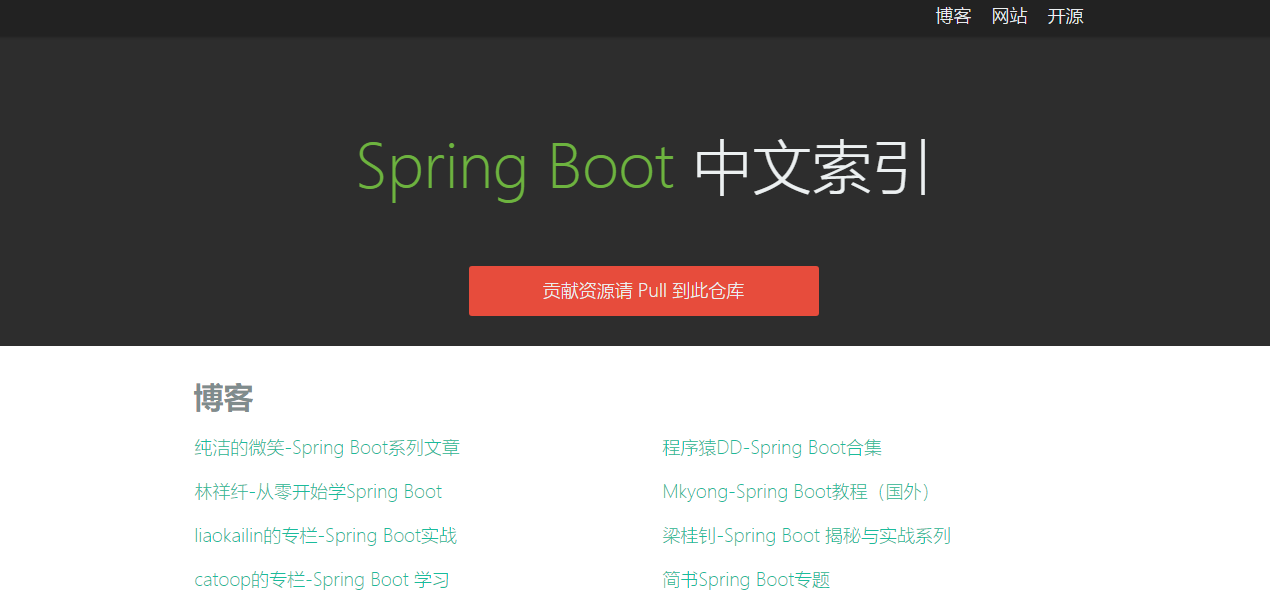 博客 网站 开源
Spring Boot 中文索引
贡献资源请 Pull 到此仓库
博客
纯洁的微笑-Spring Boot系列文章 程序猿DD-Spring Boot合集
林祥纤-从零开始学Spring Boot Mkyong-Spring Boot教程（国外）
liaokailin的专栏-Spring Boot实战 梁桂钊-Spring Boot 揭秘与实战系列
catoop的专栏-Spring Boot 学习 简书Spring Boot专题